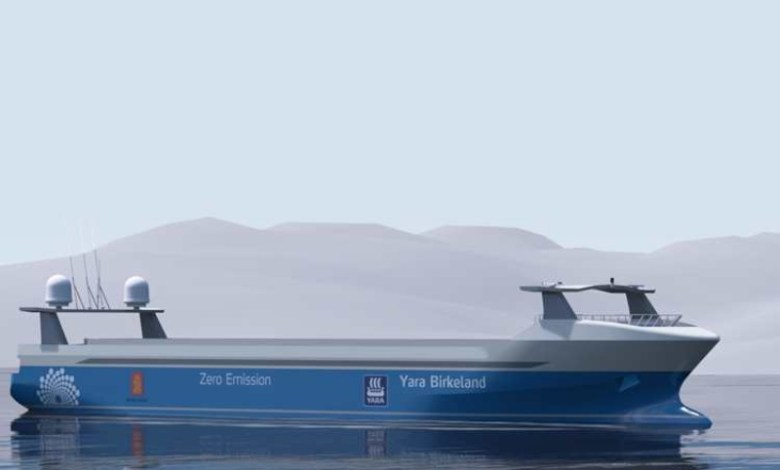 Zero Emission
YARA
Yara Birkeland